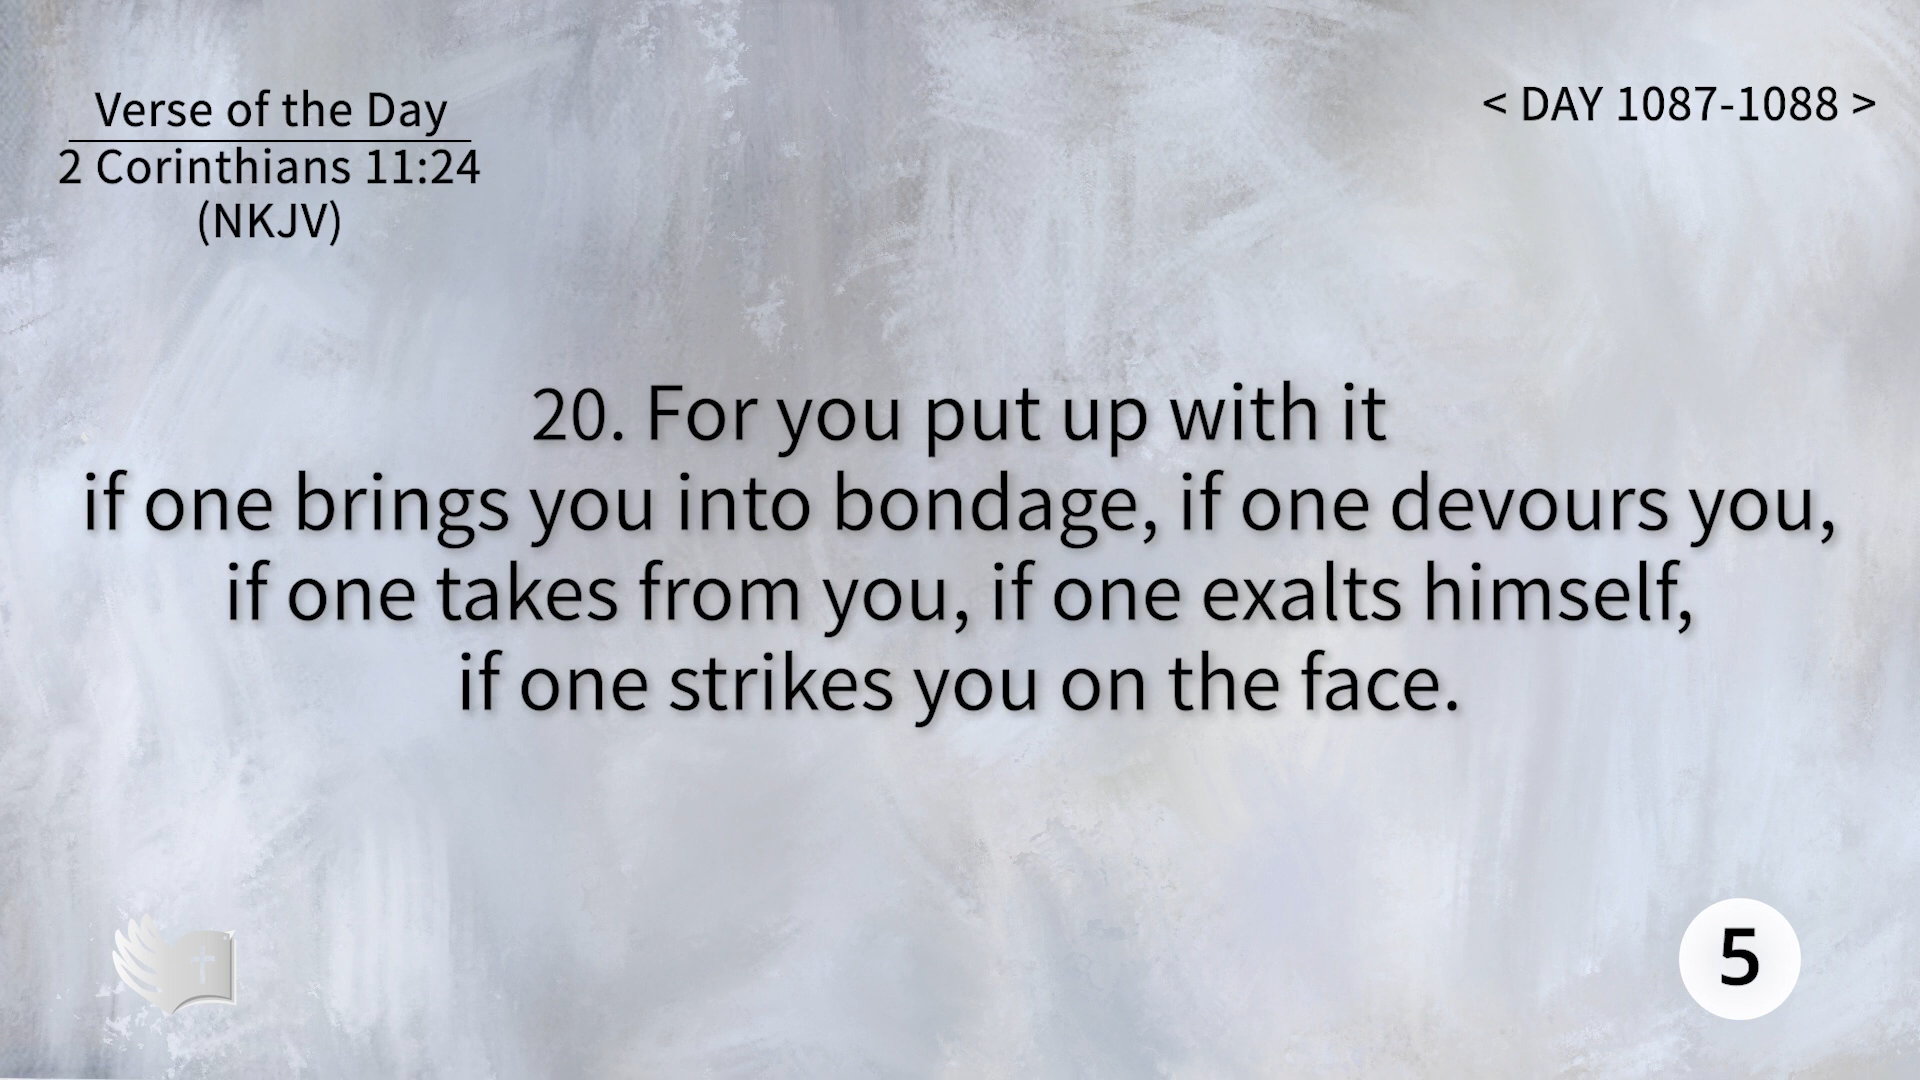 Verse of the Day
2 Corinthians 11:24
(NKJV)
< DAY 1087-1088 >
20. For you put up with it
if one brings you into bondage, if one devours you,
if one takes from you, if one exalts himself,
if one strikes you on the face.
5